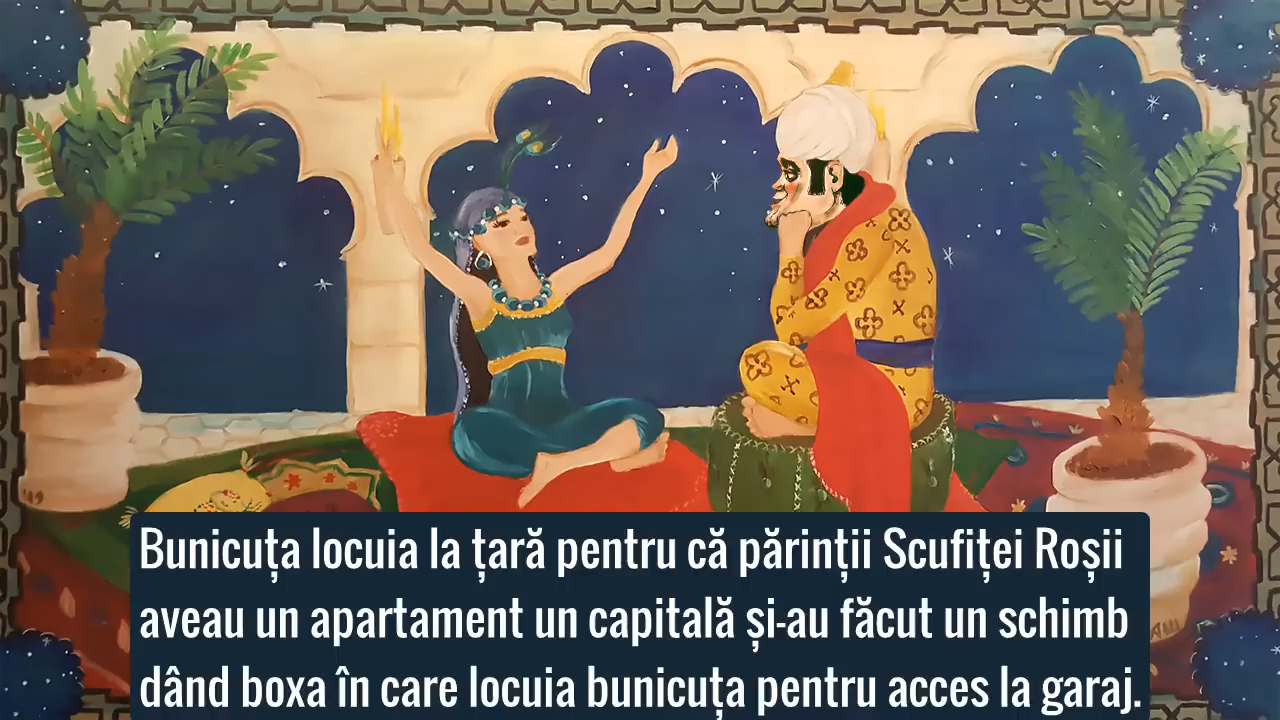 Bunicuța locuia la țară pentru că părinții Scufiței Roșii
aveau un apartament un capitală și-au făcut un schimb
dând boxa în care locuia bunicuța pentru acces la garaj.